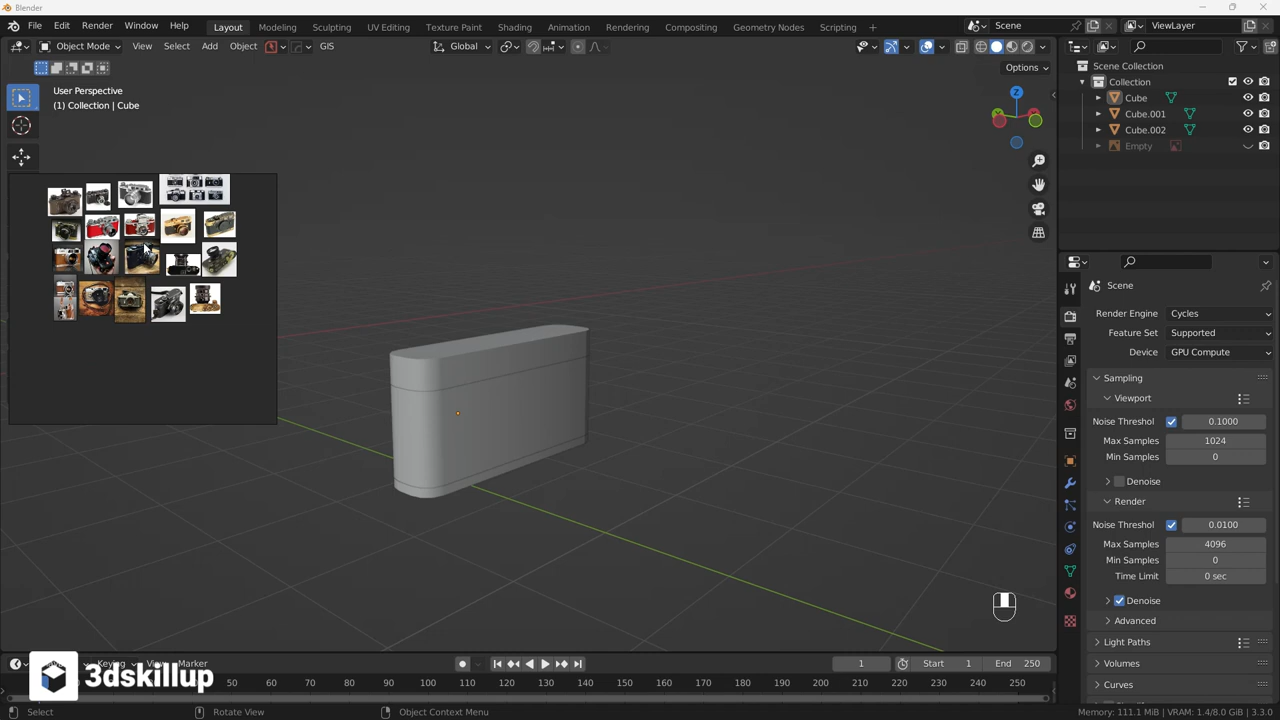 Blender
File Edit Render Window Help Layout Modeling Sculpting UV Editing Texture Paint Shading Animation Rendering Compositing Geometry Nodes Scripting + Scene ViewLayer
Object Mode View Select Add Object GIS Global
Options
User Perspective
(1) Collection | Cube
Z
Scene Collection
Collection
Cube
Cube.001
Cube.002
Empty
Scene
Render Engine Cycles
Feature Set Supported
Device GPU Compute
Sampling
Viewport
Noise Threshol 0.1000
Max Samples 1024
Min Samples 0
Denoise
Render
Noise Threshol 0.0100
Max Samples 4096
Min Samples 0
Time Limit 0 sec
Denoise
Advanced
Light Paths
Volumes
Curves
Marker 1 Start 1 End 250
3dskillup
50 60 70 80 90 100 110 120 130 140 150 160 170 180 190 200 210 220 230 240 250
Select Rotate View Object Context Menu Memory: 111.1 MiB | VRAM: 1.4/8.0 GiB | 3.3.0